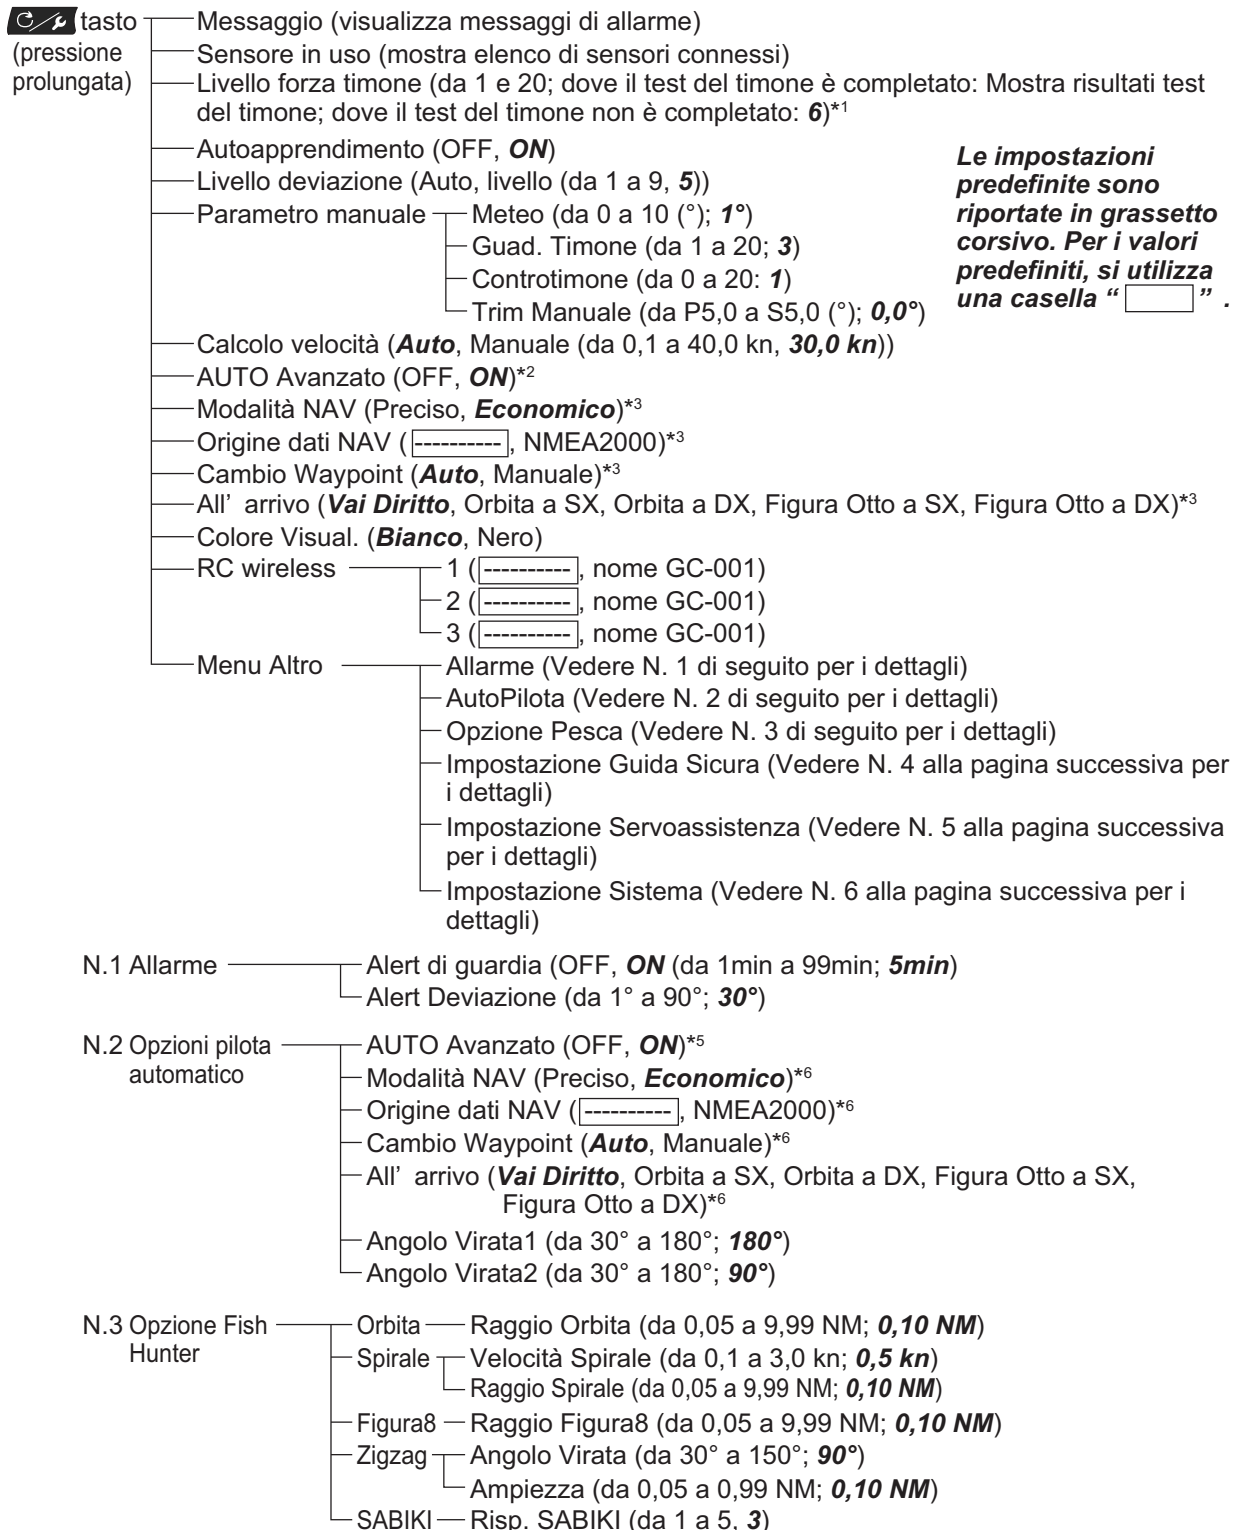 tasto
(pressione
prolungata)
Messaggio (visualizza messaggi di allarme)
Sensore in uso (mostra elenco di sensori connessi)
Livello forza timone (da 1 e 20; dove il test del timone è completato: Mostra risultati test
del timone; dove il test del timone non è completato: 6)*1
Autoapprendimento (OFF, ON)
Livello deviazione (Auto, livello (da 1 a 9, 5))
Le impostazioni
predefinite sono
riportate in grassetto
corsivo. Per i valori
predefiniti, si utilizza
una casella “ ” .
Parametro manuale
Meteo (da 0 a 10 (°); 1°)
Guad. Timone (da 1 a 20; 3)
Controtimone (da 0 a 20: 1)
Trim Manuale (da P5,0 a S5,0 (°); 0,0°)
Calcolo velocità (Auto, Manuale (da 0,1 a 40,0 kn, 30,0 kn))
AUTO Avanzato (OFF, ON)*2
Modalità NAV (Preciso, Economico)*3
Origine dati NAV (----------, NMEA2000)*3
Cambio Waypoint (Auto, Manuale)*3
All’ arrivo (Vai Diritto, Orbita a SX, Orbita a DX, Figura Otto a SX, Figura Otto a DX)*3
Colore Visual. (Bianco, Nero)
RC wireless
1 (----------, nome GC-001)
2 (----------, nome GC-001)
3 (----------, nome GC-001)
Menu Altro
Allarme (Vedere N. 1 di seguito per i dettagli)
AutoPilota (Vedere N. 2 di seguito per i dettagli)
Opzione Pesca (Vedere N. 3 di seguito per i dettagli)
Impostazione Guida Sicura (Vedere N. 4 alla pagina successiva per
i dettagli)
Impostazione Servoassistenza (Vedere N. 5 alla pagina successiva
per i dettagli)
Impostazione Sistema (Vedere N. 6 alla pagina successiva per i
dettagli)
N.1 Allarme
Alert di guardia (OFF, ON (da 1min a 99min; 5min)
Alert Deviazione (da 1° a 90°; 30°)
N.2 Opzioni pilota
automatico
AUTO Avanzato (OFF, ON)*5
Modalità NAV (Preciso, Economico)*6
Origine dati NAV (----------, NMEA2000)*6
Cambio Waypoint (Auto, Manuale)*6
All’ arrivo (Vai Diritto, Orbita a SX, Orbita a DX, Figura Otto a SX,
Figura Otto a DX)*6
Angolo Virata1 (da 30° a 180°; 180°)
Angolo Virata2 (da 30° a 180°; 90°)
N.3 Opzione Fish
Hunter
Orbita
Raggio Orbita (da 0,05 a 9,99 NM; 0,10 NM)
Spirale
Velocità Spirale (da 0,1 a 3,0 kn; 0,5 kn)
Raggio Spirale (da 0,05 a 9,99 NM; 0,10 NM)
Figura8
Raggio Figura8 (da 0,05 a 9,99 NM; 0,10 NM)
Zigzag
Angolo Virata (da 30° a 150°; 90°)
Ampiezza (da 0,05 a 0,99 NM; 0,10 NM)
SABIKI
Risp. SABIKI (da 1 a 5, 3)